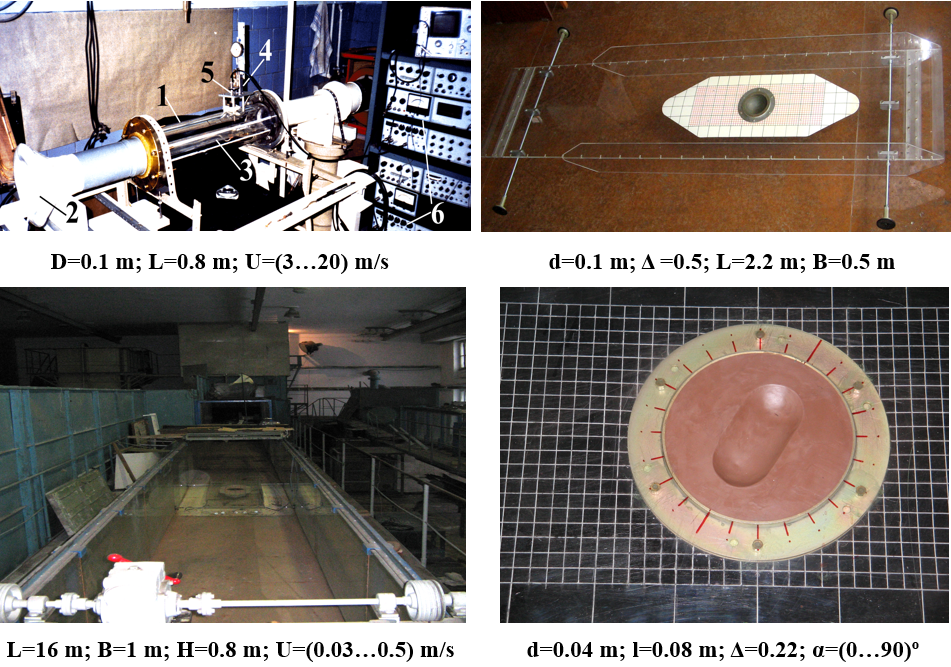 1
2
3
4
5
6
6
D=0.1 m; L=0.8 m; U=(3…20) m/s
d=0.1 m; Δ =0.5; L=2.2 m; B=0.5 m
L=16 m; B=1 m; H=0.8 m; U=(0.03…0.5) m/s
d=0.04 m; l=0.08 m; Δ=0.22; α=(0…90)º